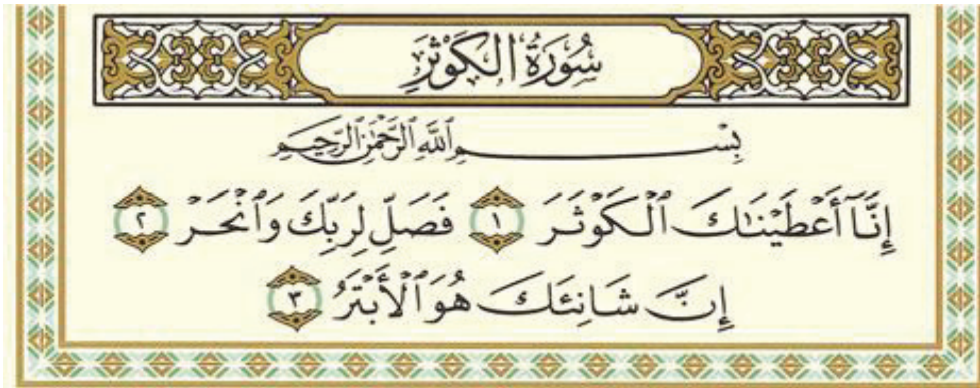 سُورَةُ الكَوْثَرِ
بِسْمِ ٱللَّهِ ٱلرَّحْمَٰنِ ٱلرَّحِيمِ
إِنَّآ أَعْطَيْنَٰكَ ٱلْكَوْثَرَ ١ فَصَلِّ لِرَبِّكَ وَٱنْحَرْ ٢
إِنَّ شَانِئَكَ هُوَ ٱلْأَبْتَرُ ٣